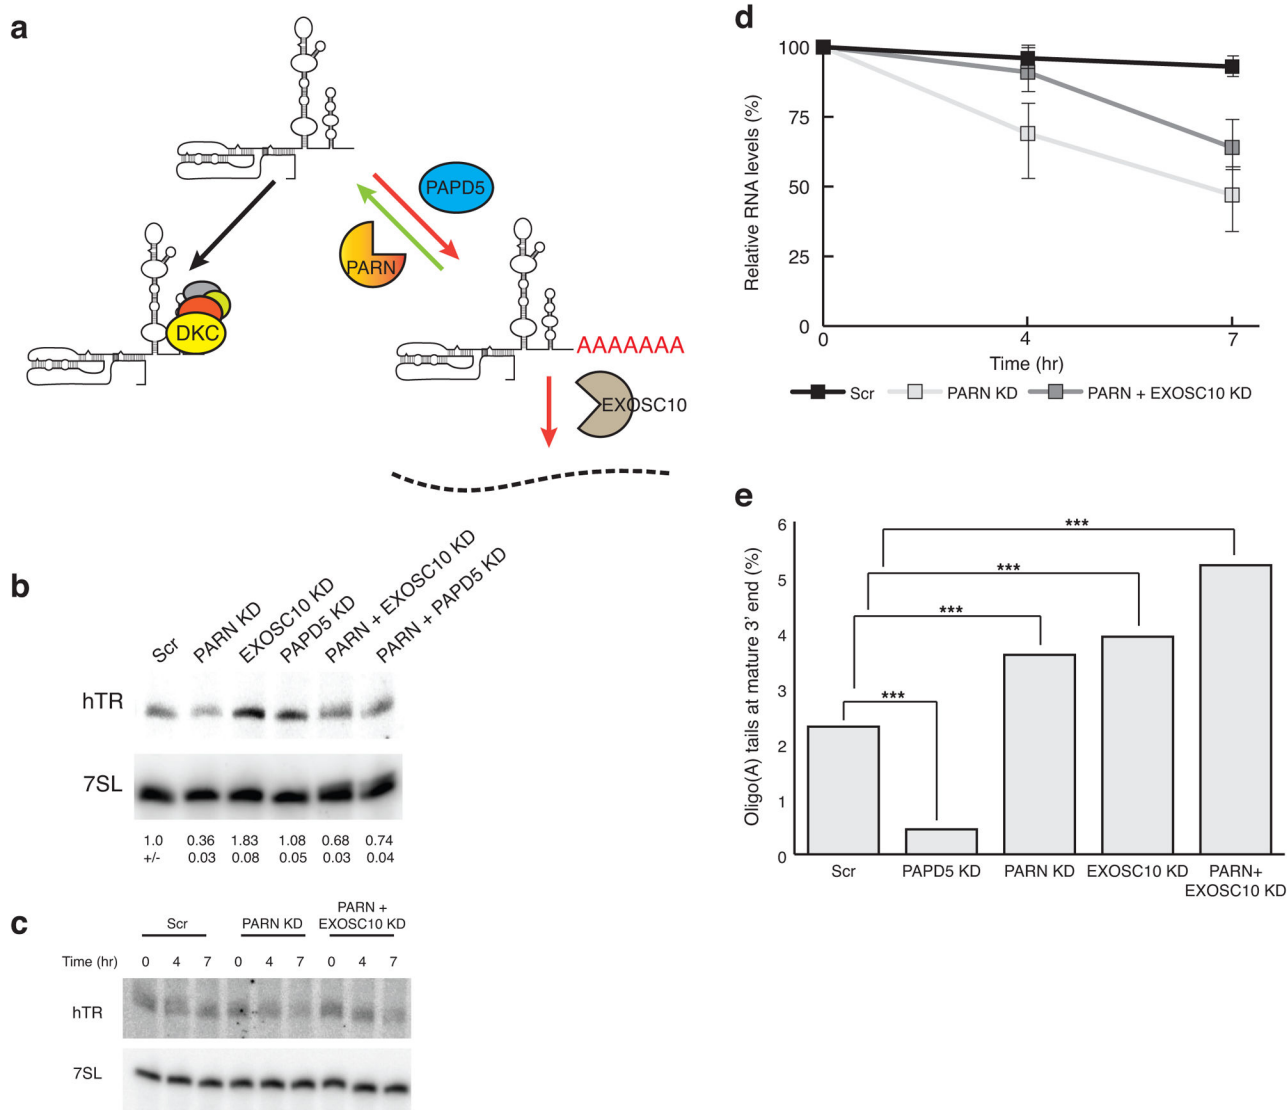 a
PAPD5
PARN
DKC
AAAAAAA
EXOSC10
b
Scr
PARN KD
EXOSC10 KD
PAPD5 KD
PARN + EXOSC10 KD
PARN + PAPD5 KD
hTR
7SL
1.0 0.36 1.83 1.08 0.68 0.74
+/- 0.03 0.08 0.05 0.03 0.04
c
Scr PARN KD PARN +
EXOSC10 KD
Time (hr) 0 4 7 0 4 7 0 4 7
hTR
7SL
d
Relative RNA levels (%)
100
75
50
25
0
0 4 7
Time (hr)
Scr PARN KD PARN + EXOSC10 KD
e
Oligo(A) tails at mature 3' end (%)
6
5
4
3
2
1
0
***
***
***
***
Scr PAPD5 KD PARN KD EXOSC10 KD PARN+
EXOSC10 KD